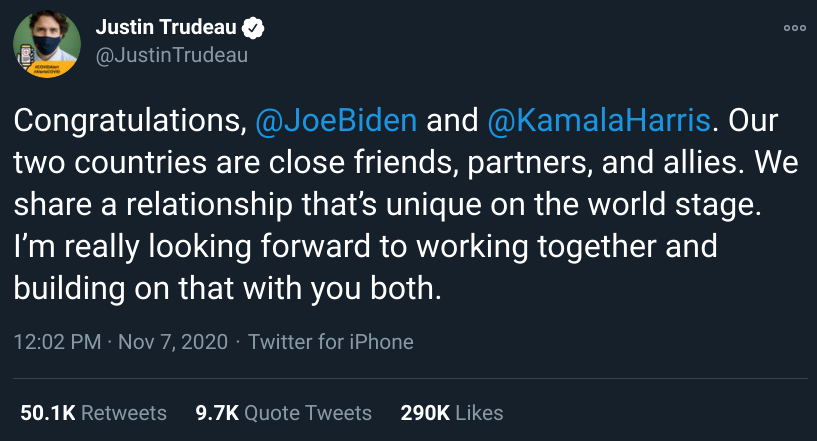 Justin Trudeau
@JustinTrudeau
Congratulations, @JoeBiden and @KamalaHarris. Our
two countries are close friends, partners, and allies. We
share a relationship that’s unique on the world stage.
I’m really looking forward to working together and
building on that with you both.
12:02 PM · Nov 7, 2020 · Twitter for iPhone
50.1K Retweets 9.7K Quote Tweets 290K Likes